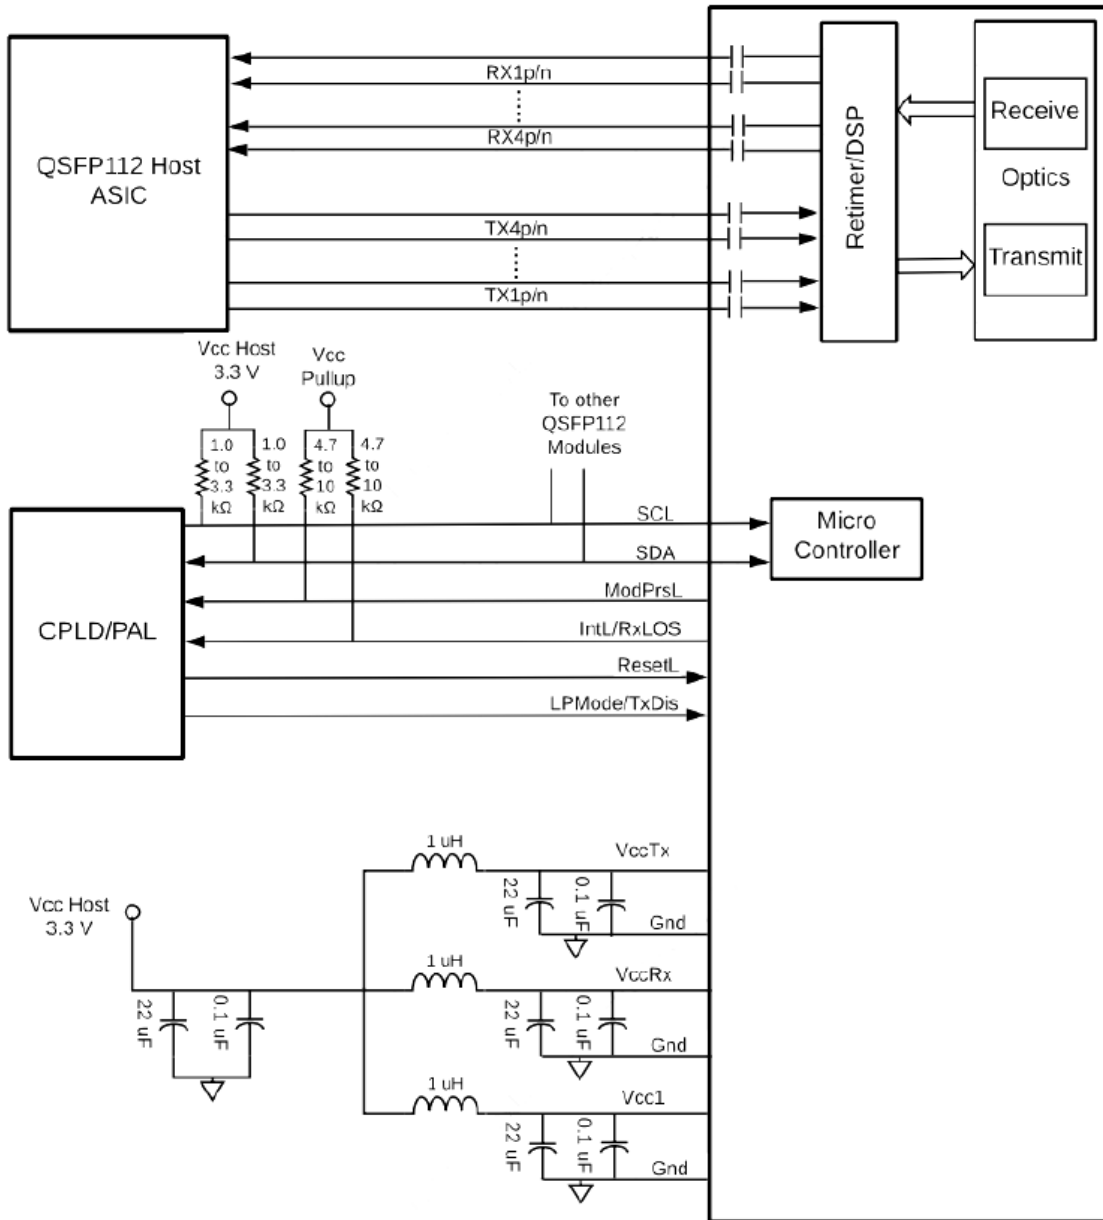 RX1p/n
RX4p/n
QSFP112 Host
ASIC
TX4p/n
TX1p/n
Retimer/DSP
Receive
Optics
Transmit
Vcc Host
3.3 V
Vcc
Pullup
1.0
to
3.3
kΩ
1.0
to
3.3
kΩ
4.7
to
10
kΩ
4.7
to
10
kΩ
To other
QSFP112
Modules
SCL
SDA
ModPrsL
IntL/RxLOS
ResetL
LPMode/TxDis
CPLD/PAL
Micro
Controller
1 uH
VccTx
22 uF
0.1 uF
Gnd
Vcc Host
3.3 V
22 uF
0.1 uF
1 uH
VccRx
22 uF
0.1 uF
Gnd
1 uH
Vcc1
22 uF
0.1 uF
Gnd